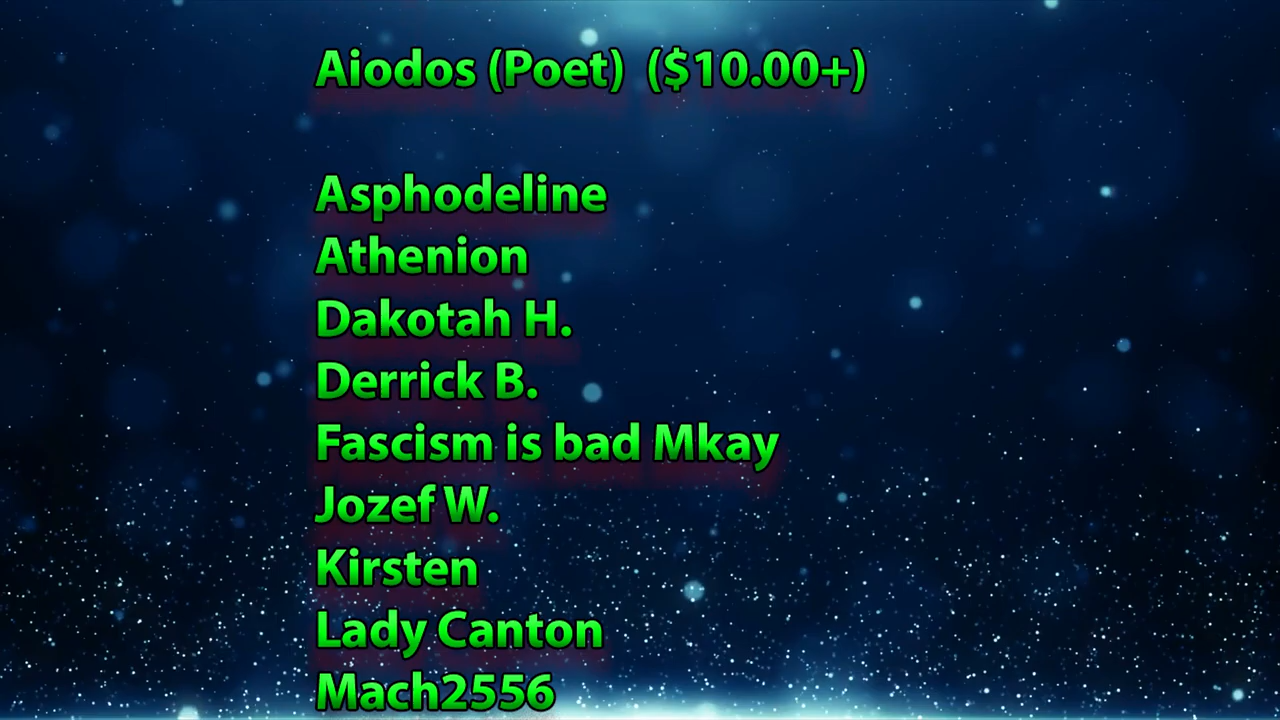 Aiodos (Poet) ($10.00+)
Asphodeline
Athenion
Dakotah H.
Derrick B.
Fascism is bad Mkay
Jozef W.
Kirsten
Lady Canton
Mach2556